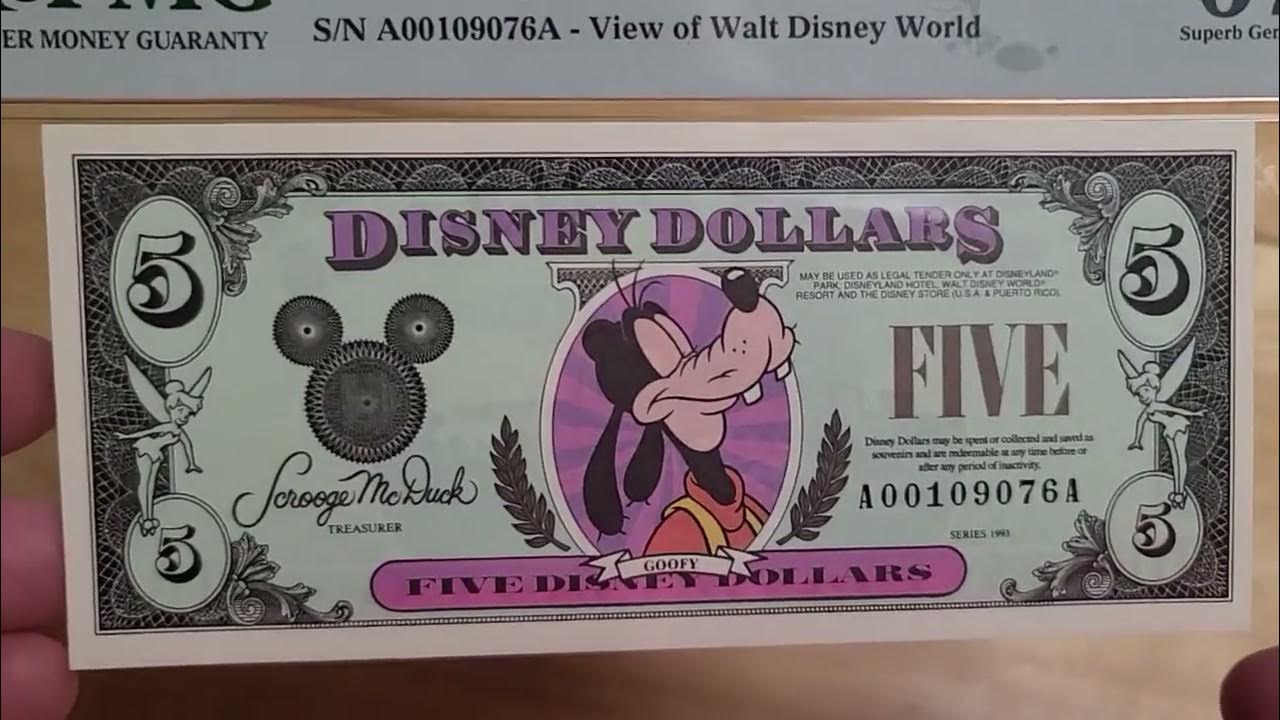 PMG
ER MONEY GUARANTY
S/N A00109076A - View of Walt Disney World
Superb Ger
DISNEY DOLLARS
MAY BE USED AS LEGAL TENDER ONLY AT DISNEYLAND®
PARK, DISNEYLAND HOTEL, WALT DISNEY WORLD®
RESORT AND THE DISNEY STORE (U.S.A. & PUERTO RICO).
5
5
FIVE
Disney Dollars may be spent or collected and saved as
souvenirs and are redeemable at any time before or
after any period of inactivity.
A00109076A
Scrooge McDuck
TREASURER
SERIES 1993
5
5
GOOFY
FIVE DISNEY DOLLARS